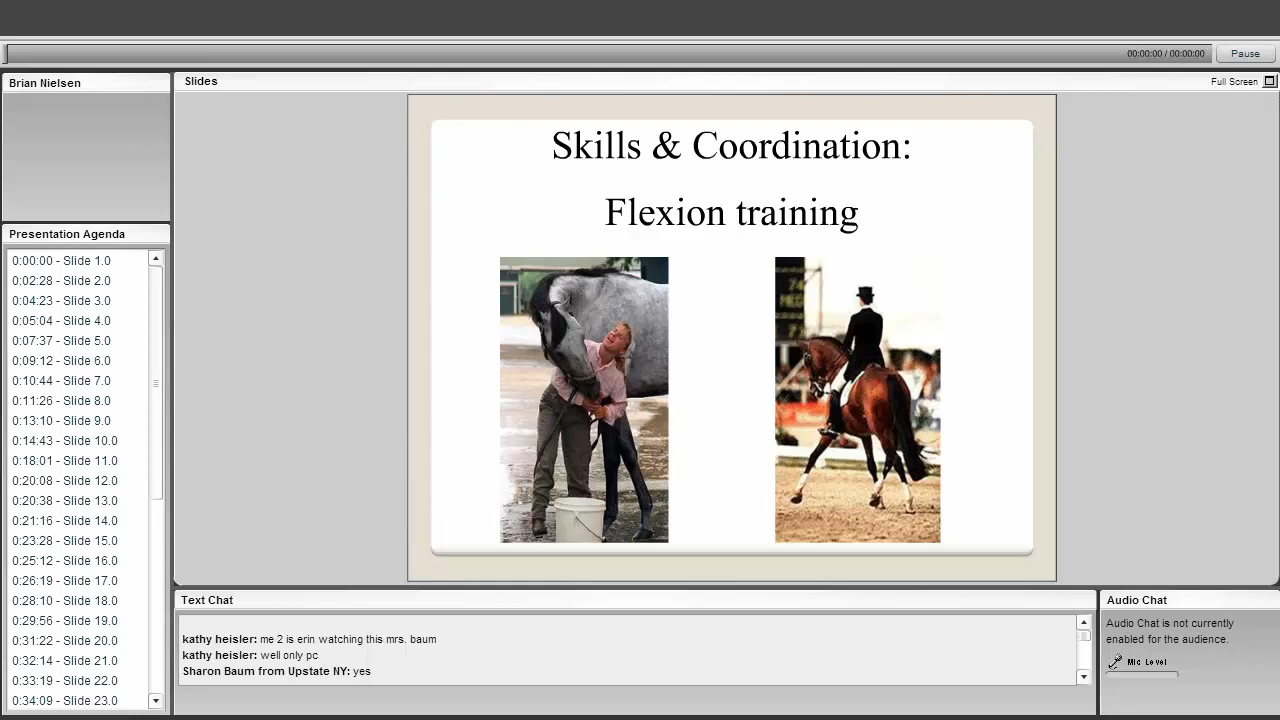 00:00:00 / 00:00:00
Pause
Brian Nielsen
Slides
Full Screen
Skills & Coordination:
Flexion training
Presentation Agenda
0:00:00 - Slide 1.0
0:02:28 - Slide 2.0
0:04:23 - Slide 3.0
0:05:04 - Slide 4.0
0:07:37 - Slide 5.0
0:09:12 - Slide 6.0
0:10:44 - Slide 7.0
0:11:26 - Slide 8.0
0:13:10 - Slide 9.0
0:14:43 - Slide 10.0
0:18:01 - Slide 11.0
0:20:08 - Slide 12.0
0:20:38 - Slide 13.0
0:21:16 - Slide 14.0
0:23:28 - Slide 15.0
0:25:12 - Slide 16.0
0:26:19 - Slide 17.0
0:28:10 - Slide 18.0
0:29:56 - Slide 19.0
0:31:22 - Slide 20.0
0:32:14 - Slide 21.0
0:33:19 - Slide 22.0
0:34:09 - Slide 23.0
Text Chat
kathy heisler: me 2 is erin watching this mrs. baum
kathy heisler: well only pc
Sharon Baum from Upstate NY: yes
Audio Chat
Audio Chat is not currently
enabled for the audience.
Mic Level